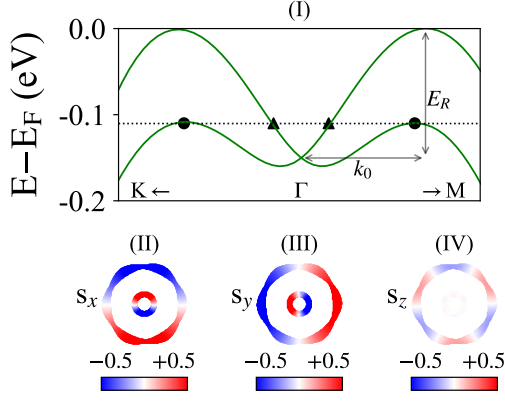 (I)
E−E_F (eV)
0.0
-0.1
-0.2
E_R
k_0
K ←
Γ
→ M
(II)
(III)
(IV)
s_x
s_y
s_z
−0.5 +0.5
−0.5 +0.5
−0.5 +0.5